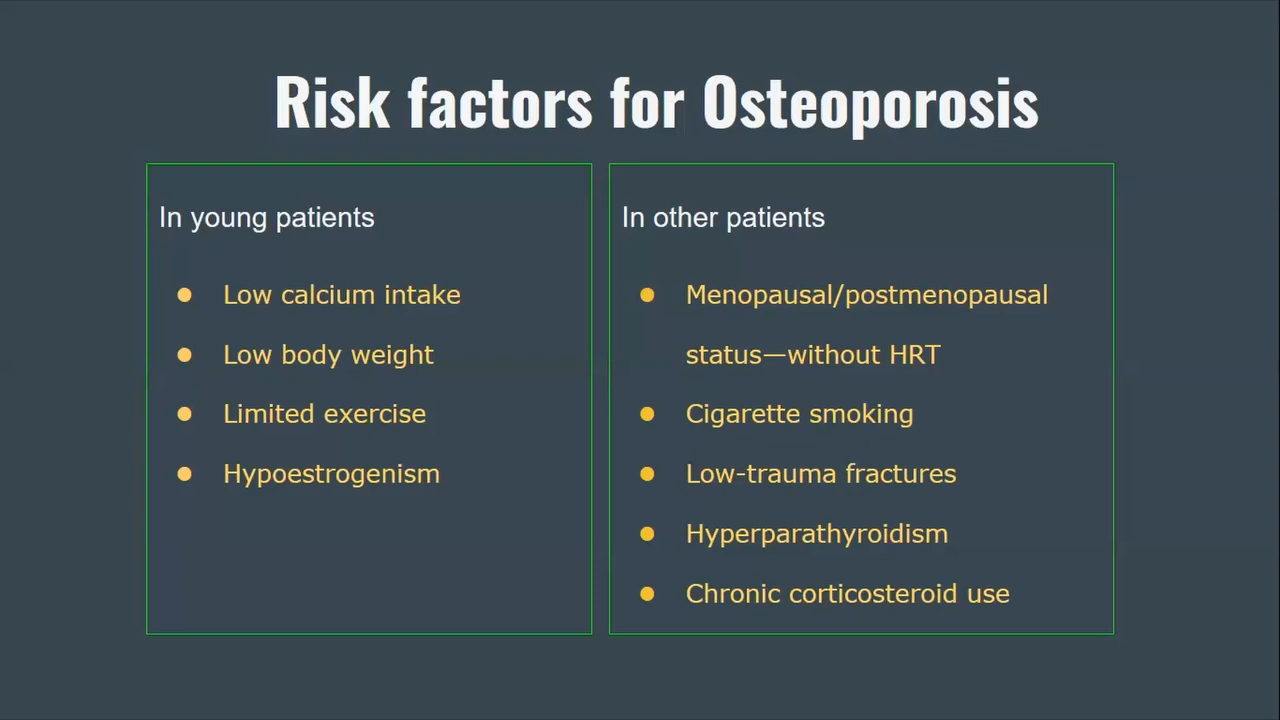 Risk factors for Osteoporosis
In young patients
● Low calcium intake
● Low body weight
● Limited exercise
● Hypoestrogenism
In other patients
● Menopausal/postmenopausal
status—without HRT
● Cigarette smoking
● Low-trauma fractures
● Hyperparathyroidism
● Chronic corticosteroid use